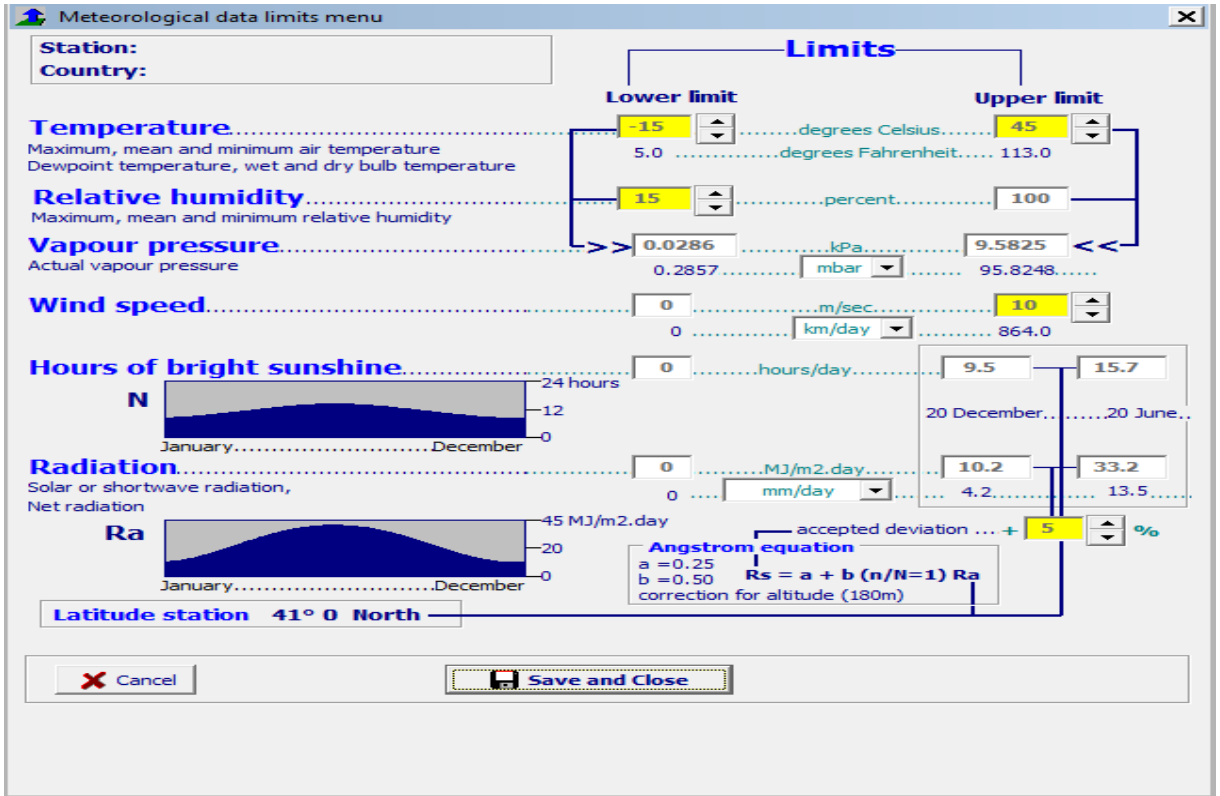 Meteorological data limits menu
Station:
Country:
Limits
Lower limit Upper limit
Temperature............ -15 ........degrees Celsius....... 45
Maximum, mean and minimum air temperature
5.0 ..............degrees Fahrenheit..... 113.0
Dewpoint temperature, wet and dry bulb temperature
Relative humidity............ 15 ............percent............ 100
Maximum, mean and minimum relative humidity
Vapour pressure............>> 0.0286 ............kPa............ 9.5825 <<
Actual vapour pressure
0.2857.......... mbar ....... 95.8248......
Wind speed............ 0 ............m/sec............ 10
0 ............ km/day .......... 864.0
Hours of bright sunshine............ 0 ........hours/day............ 9.5 15.7
N
24 hours
12
0
20 December.........20 June..
January..........................December
Radiation............ 0 .........MJ/m2.day........ 10.2 33.2
Solar or shortwave radiation,
0 .... mm/day ...... 4.2............. 13.5......
Net radiation
Ra
45 MJ/m2.day
20
0
January..........................December
accepted deviation ...+ 5 %
Angstrom equation
a =0.25
b =0.50 Rs = a + b (n/N=1) Ra
correction for altitude (180m)
Latitude station 41° 0 North
Cancel Save and Close